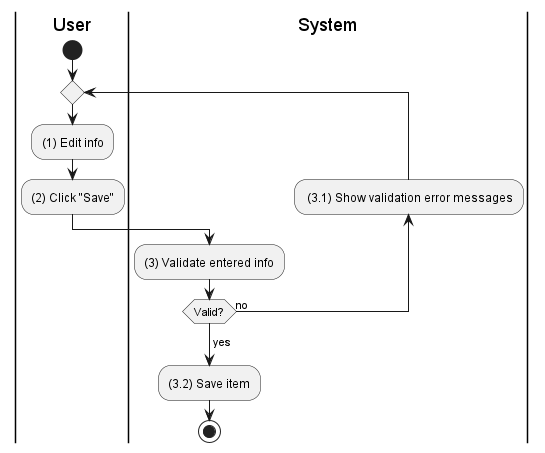 User
System
(1) Edit info
(2) Click "Save"
(3.1) Show validation error messages
(3) Validate entered info
Valid?
no
yes
(3.2) Save item